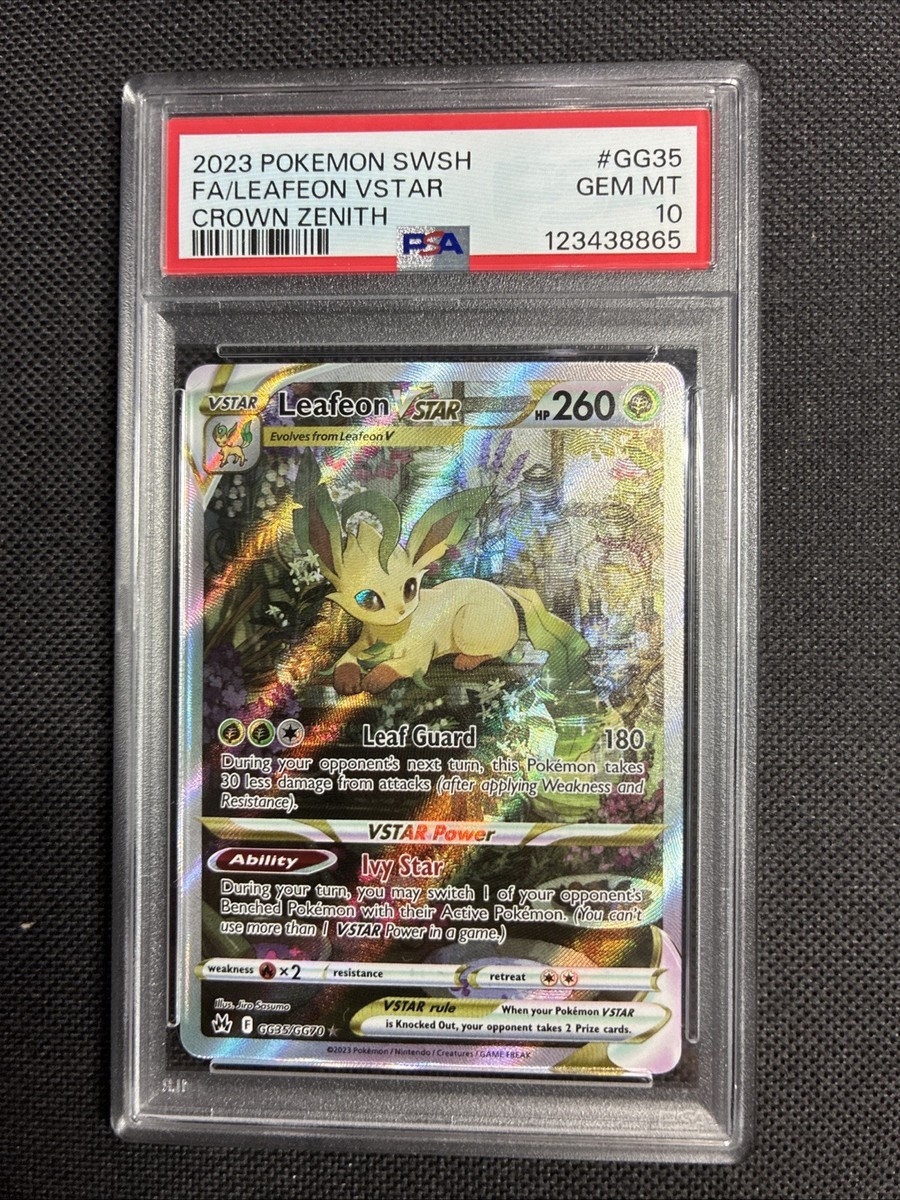 2023 POKEMON SWSH #GG35
FA/LEAFEON VSTAR GEM MT
CROWN ZENITH 10
PSA 123438865
VSTAR Leafeon VSTAR HP 260
Evolves from Leafeon V
Leaf Guard 180
During your opponent's next turn, this Pokémon takes
30 less damage from attacks (after applying Weakness and
Resistance).
VSTAR Power
Ability Ivy Star
During your turn, you may switch 1 of your opponent's
Benched Pokémon with their Active Pokémon. (You can't
use more than 1 VSTAR Power in a game.)
weakness ×2 resistance retreat
Illus. Jiro Sasumo
VSTAR rule When your Pokémon VSTAR
is Knocked Out, your opponent takes 2 Prize cards.
F GG35/GG70 ★
©2023 Pokémon / Nintendo / Creatures / GAME FREAK